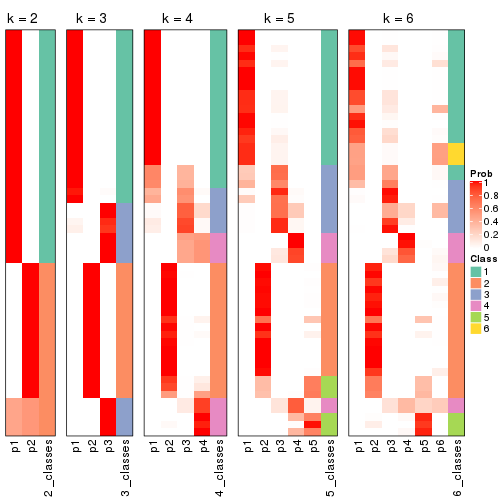 k = 2
k = 3
k = 4
k = 5
k = 6
Prob
1
0.8
0.6
0.4
0.2
0
Class
1
2
3
4
5
6
p1
p2
2_classes
p1
p2
p3
3_classes
p1
p2
p3
p4
4_classes
p1
p2
p3
p4
p5
5_classes
p1
p2
p3
p4
p5
p6
6_classes